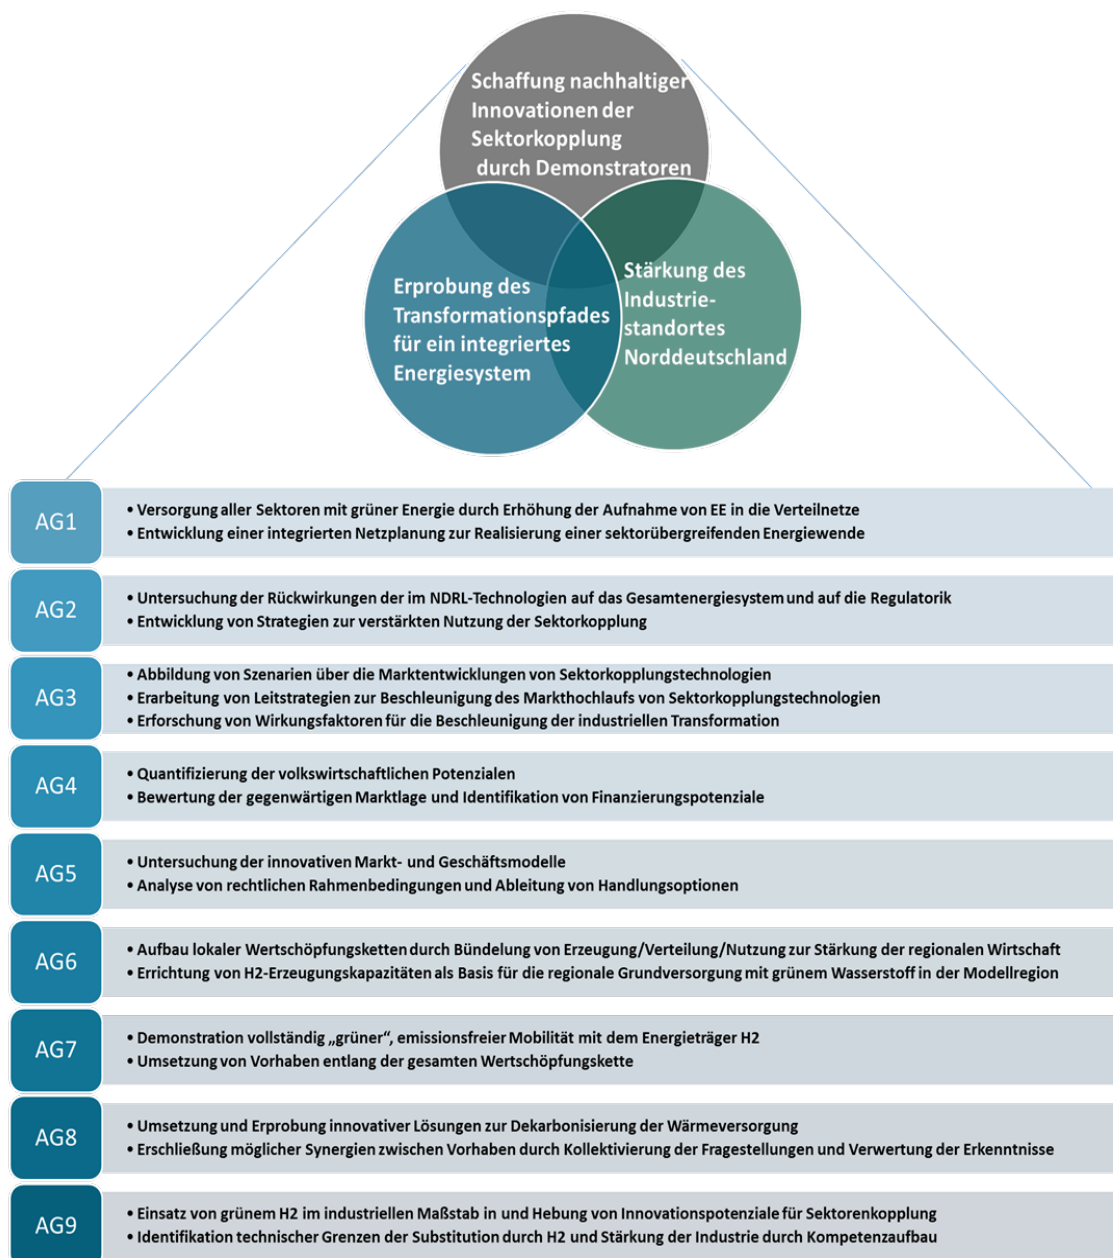 Schaffung nachhaltiger
Innovationen der
Sektorkopplung
durch Demonstratoren
Erprobung des
Transformationspfades
für ein integriertes
Energiesystem
Stärkung des
Industrie-
standortes
Norddeutschland
AG1
• Versorgung aller Sektoren mit grüner Energie durch Erhöhung der Aufnahme von EE in die Verteilnetze
• Entwicklung einer integrierten Netzplanung zur Realisierung einer sektorübergreifenden Energiewende
AG2
• Untersuchung der Rückwirkungen der im NDRL-Technologien auf das Gesamtenergiesystem und auf die Regulatorik
• Entwicklung von Strategien zur verstärkten Nutzung der Sektorkopplung
AG3
• Abbildung von Szenarien über die Marktentwicklungen von Sektorkopplungstechnologien
• Erarbeitung von Leitstrategien zur Beschleunigung des Markthochlaufs von Sektorkopplungstechnologien
• Erforschung von Wirkungsfaktoren für die Beschleunigung der industriellen Transformation
AG4
• Quantifizierung der volkswirtschaftlichen Potenzialen
• Bewertung der gegenwärtigen Marktlage und Identifikation von Finanzierungspotenziale
AG5
• Untersuchung der innovativen Markt- und Geschäftsmodelle
• Analyse von rechtlichen Rahmenbedingungen und Ableitung von Handlungsoptionen
AG6
• Aufbau lokaler Wertschöpfungsketten durch Bündelung von Erzeugung/Verteilung/Nutzung zur Stärkung der regionalen Wirtschaft
• Errichtung von H2-Erzeugungskapazitäten als Basis für die regionale Grundversorgung mit grünem Wasserstoff in der Modellregion
AG7
• Demonstration vollständig „grüner“, emissionsfreier Mobilität mit dem Energieträger H2
• Umsetzung von Vorhaben entlang der gesamten Wertschöpfungskette
AG8
• Umsetzung und Erprobung innovativer Lösungen zur Dekarbonisierung der Wärmeversorgung
• Erschließung möglicher Synergien zwischen Vorhaben durch Kollektivierung der Fragestellungen und Verwertung der Erkenntnisse
AG9
• Einsatz von grünem H2 im industriellen Maßstab in und Hebung von Innovationspotenziale für Sektorenkopplung
• Identifikation technischer Grenzen der Substitution durch H2 und Stärkung der Industrie durch Kompetenzaufbau